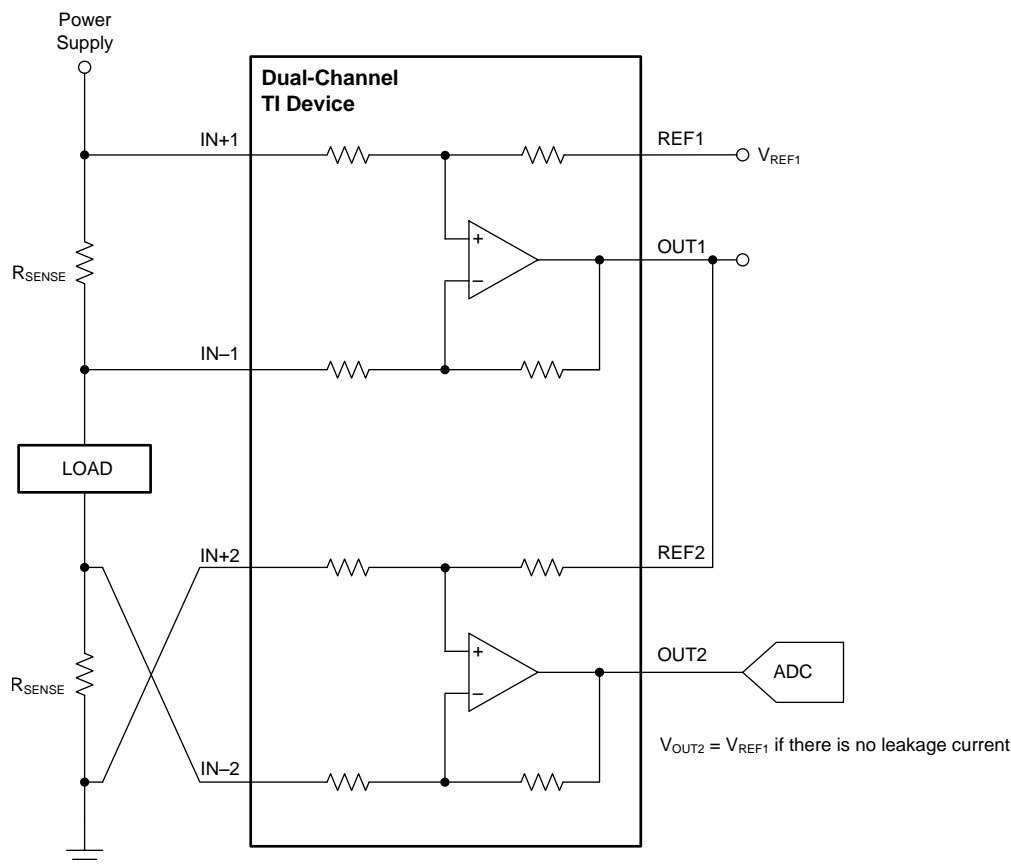 Power
Supply
Dual-Channel
TI Device
IN+1
REF1
VREF1
+
OUT1
RSENSE
–
IN–1
LOAD
IN+2
REF2
+
OUT2
ADC
RSENSE
–
VOUT2 = VREF1 if there is no leakage current
IN–2